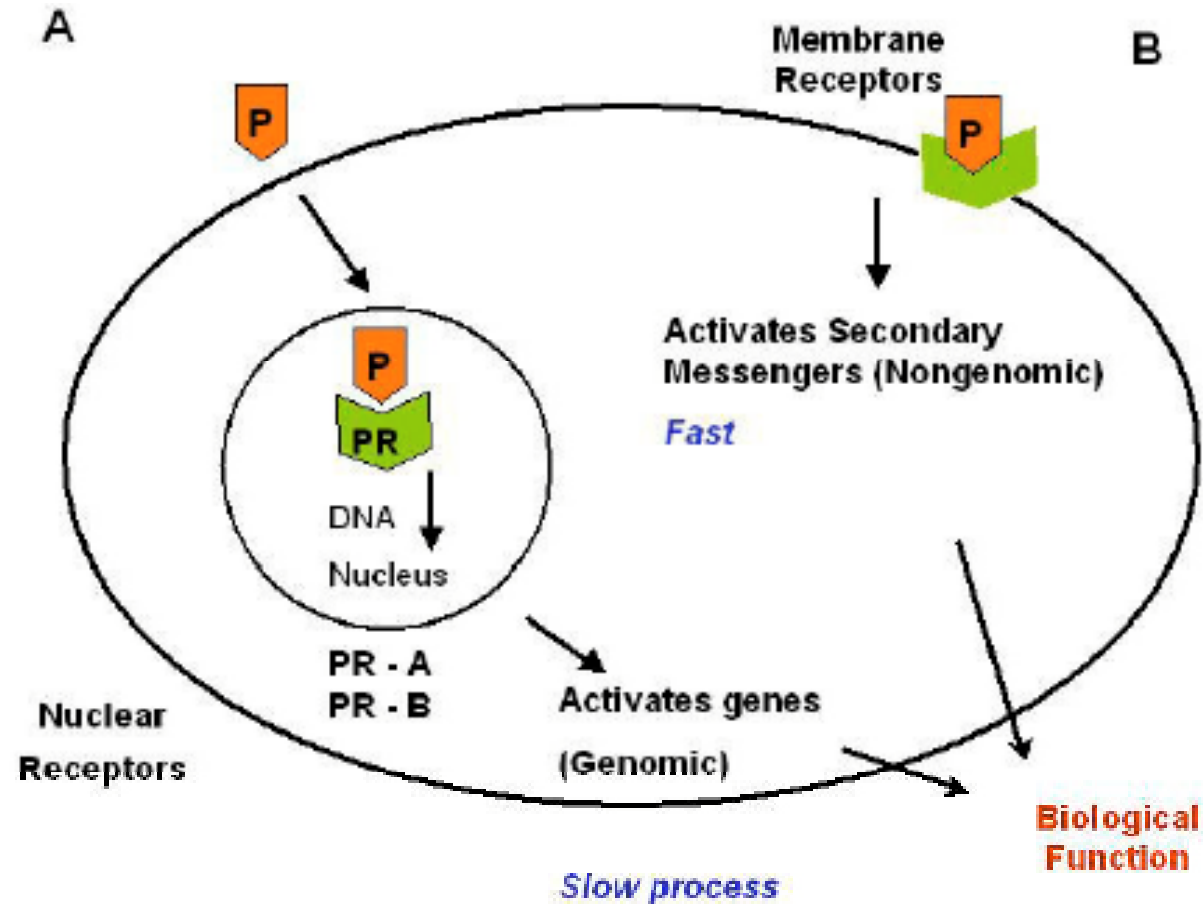 A
Membrane
Receptors
B
P
P
Activates Secondary
Messengers (Nongenomic)
Fast
P
PR
DNA
Nucleus
PR - A
PR - B
Nuclear
Receptors
Activates genes
(Genomic)
Biological
Function
Slow process